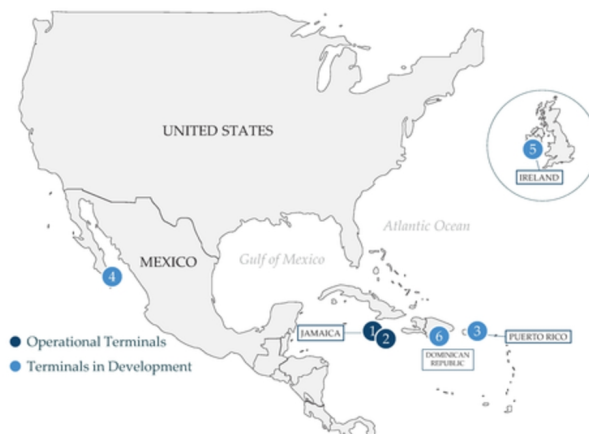 UNITED STATES
5
IRELAND
Atlantic Ocean
Gulf of Mexico
MEXICO
4
JAMAICA
1
2
6
3
PUERTO RICO
DOMINICAN
REPUBLIC
Operational Terminals
Terminals in Development